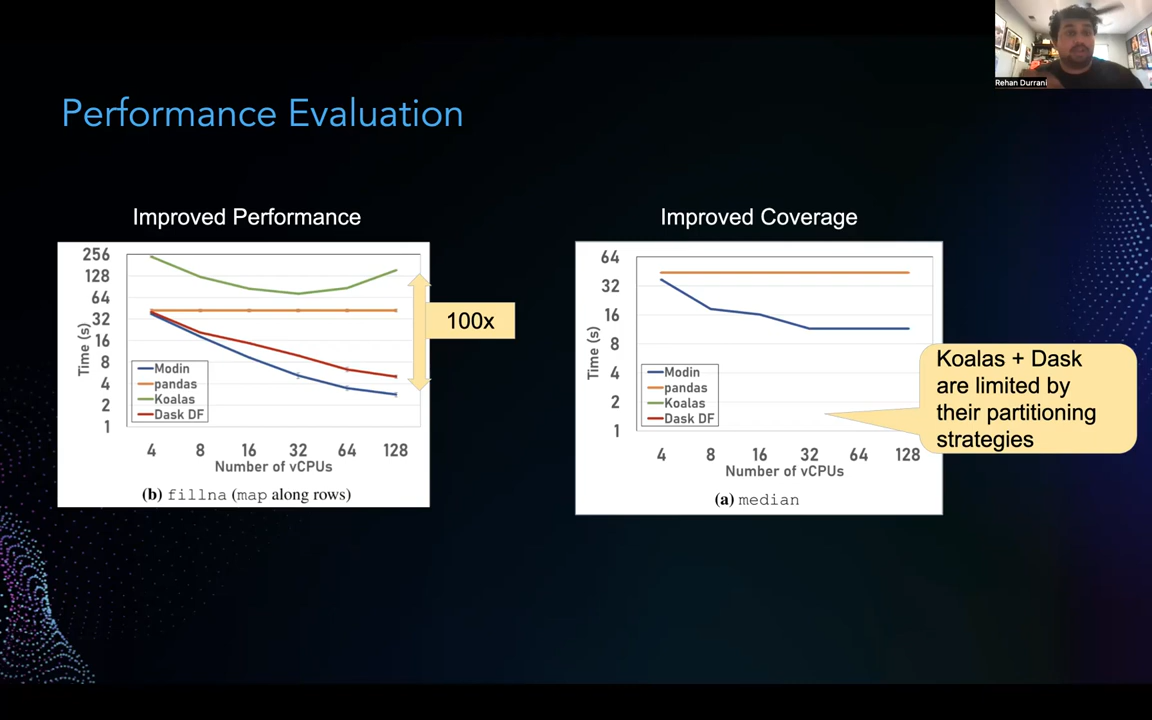 Rehan Durrani
Performance Evaluation
Improved Performance
256
128
64
32
16
8
4
2
1
Time (s)
Modin
pandas
Koalas
Dask DF
4 8 16 32 64 128
Number of vCPUs
(b) fillna (map along rows)
100x
Improved Coverage
64
32
16
8
4
2
1
Time (s)
Modin
pandas
Koalas
Dask DF
4 8 16 32 64 128
Number of vCPUs
(a) median
Koalas + Dask
are limited by
their partitioning
strategies